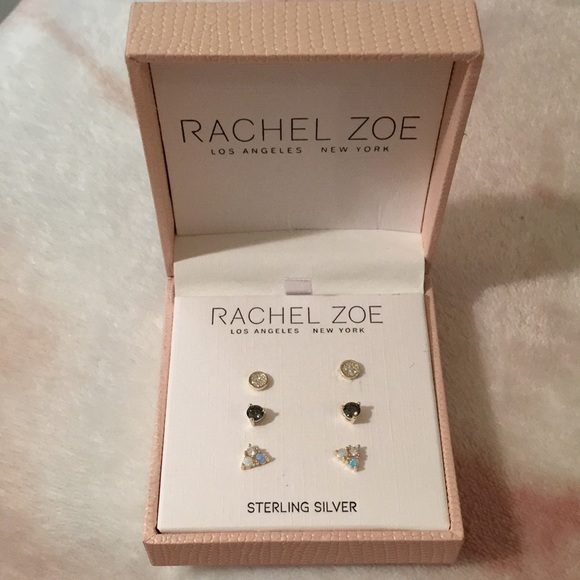 RACHEL ZOE
LOS ANGELES NEW YORK
RACHEL ZOE
LOS ANGELES NEW YORK
STERLING SILVER